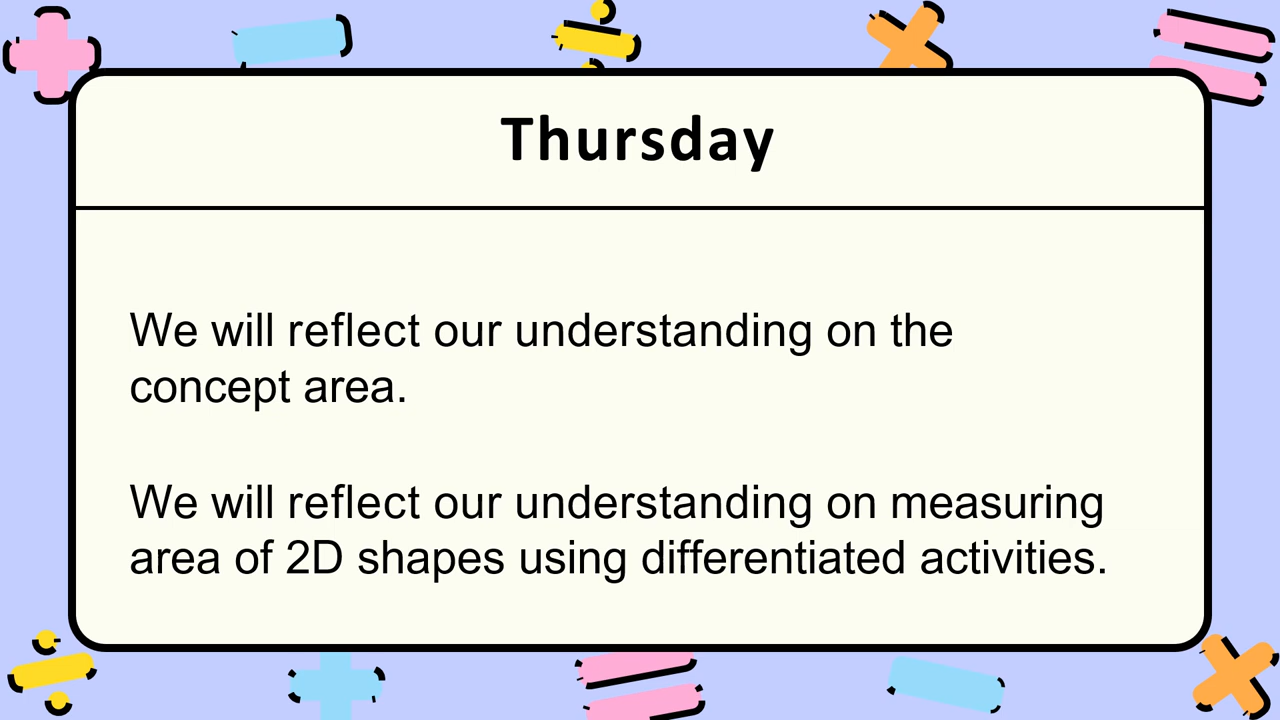 Thursday
We will reflect our understanding on the
concept area.
We will reflect our understanding on measuring
area of 2D shapes using differentiated activities.